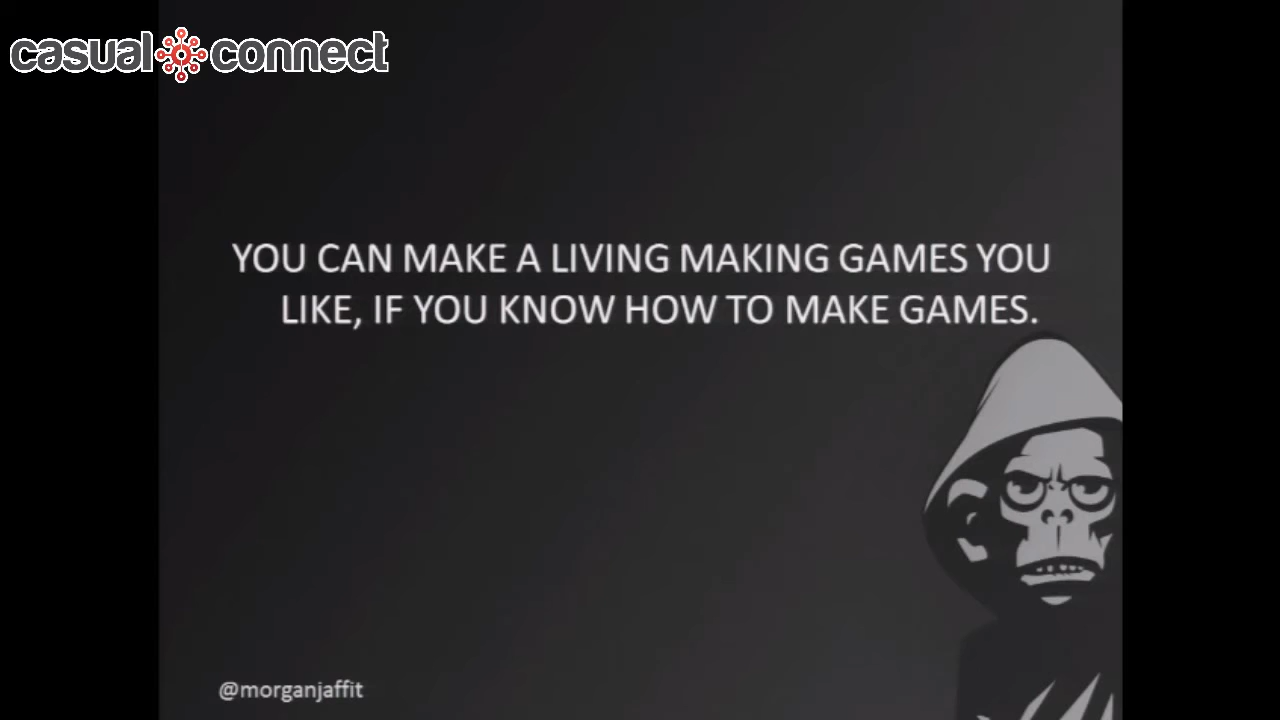 casual connect
YOU CAN MAKE A LIVING MAKING GAMES YOU
LIKE, IF YOU KNOW HOW TO MAKE GAMES.
@morganjaffit